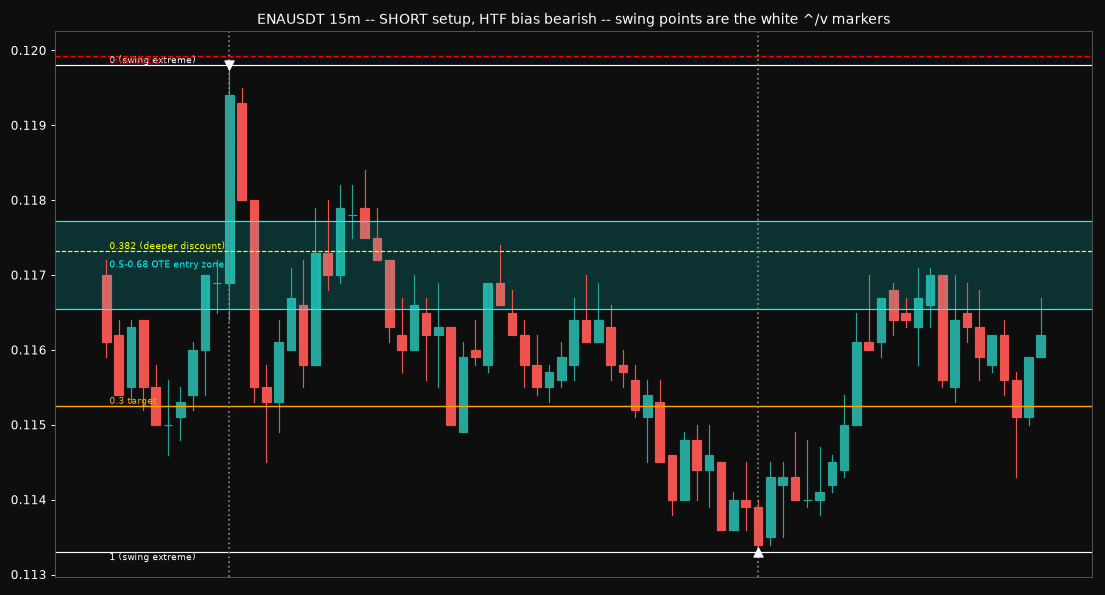 ENAUSDT 15m -- SHORT setup, HTF bias bearish -- swing points are the white ^/v markers
0.120
0 (swing extreme)
0.119
0.118
0.382 (deeper discount)
0.117
0.5-0.68 OTE entry zone
0.116
0.3 target
0.115
0.114
1 (swing extreme)
0.113